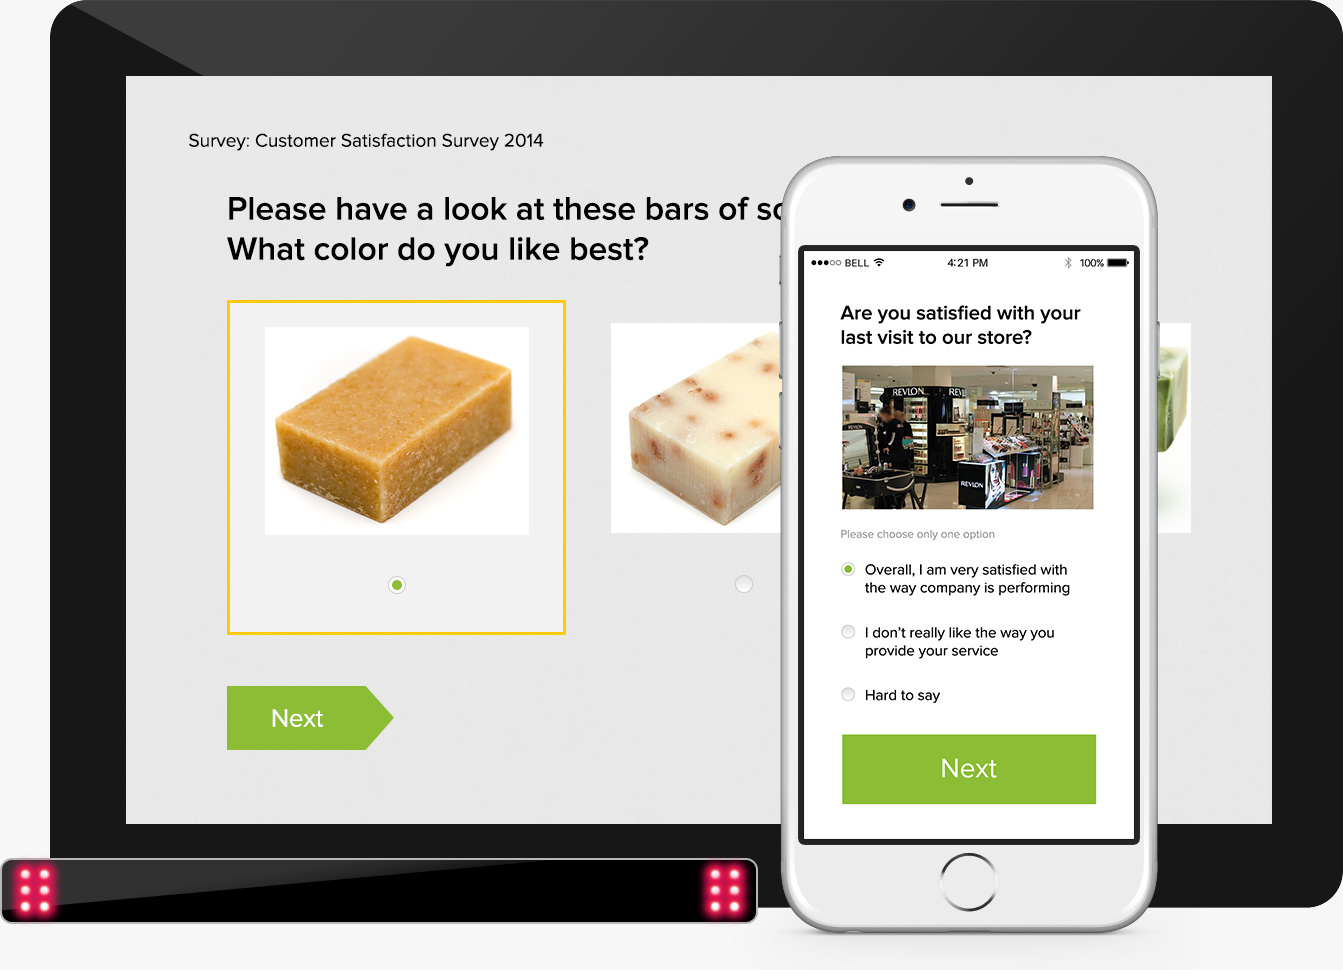 Survey: Customer Satisfaction Survey 2014
Please have a look at these bars of
What color do you like best?
Next
BELL 4:21 PM 100%
Are you satisfied with your
last visit to our store?
REVLON
REVLON
Please choose only one option
Overall, I am very satisfied with
the way company is performing
I don't really like the way you
provide your service
Hard to say
Next